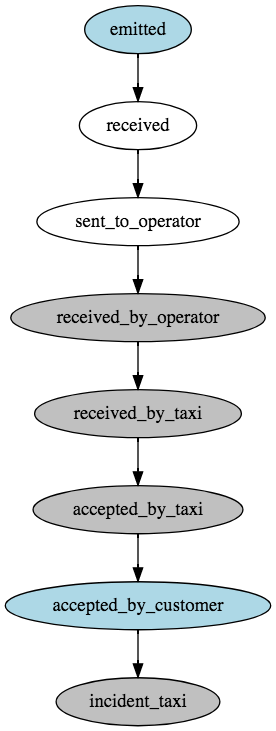 emitted
received
sent_to_operator
received_by_operator
received_by_taxi
accepted_by_taxi
accepted_by_customer
incident_taxi